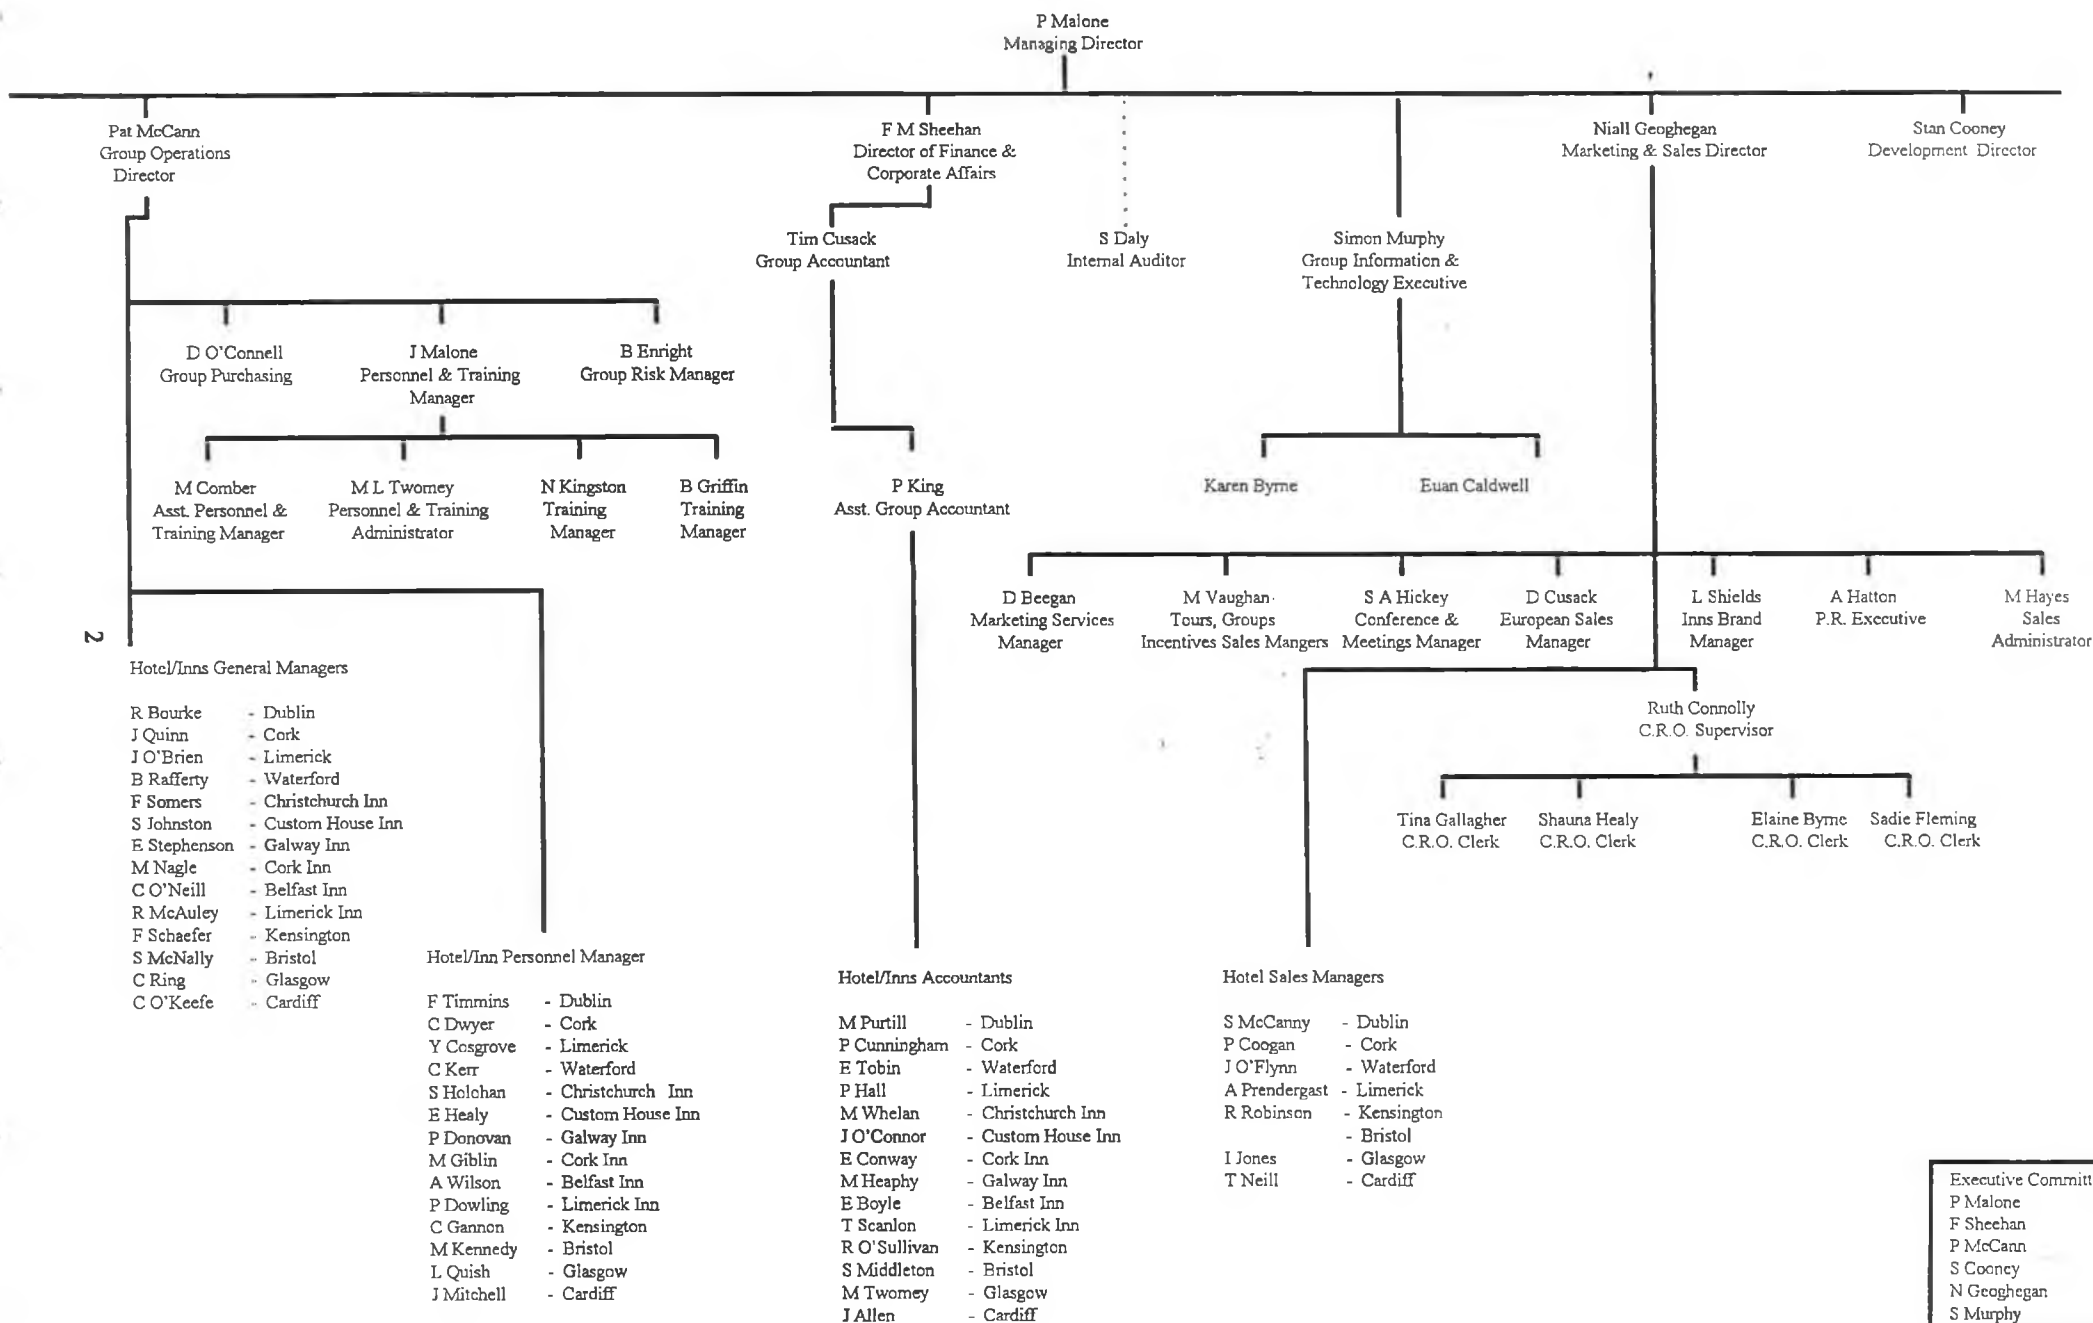 P Malone
Managing Director
Pat McCann
Group Operations
Director
F M Sheehan
Director of Finance &
Corporate Affairs
Niall Geoghegan
Marketing & Sales Director
Stan Cooney
Development Director
Tim Cusack
Group Accountant
S Daly
Internal Auditor
Simon Murphy
Group Information &
Technology Executive
D O'Connell
Group Purchasing
J Malone
Personnel & Training
Manager
B Enright
Group Risk Manager
M Comber
Asst. Personnel &
Training Manager
M L Twomey
Personnel & Training
Administrator
N Kingston
Training
Manager
B Griffin
Training
Manager
P King
Asst. Group Accountant
Karen Byrne
Euan Caldwell
D Beegan
Marketing Services
Manager
M Vaughan
Tours, Groups
Incentives Sales Mangers
S A Hickey
Conference &
Meetings Manager
D Cusack
European Sales
Manager
L Shields
Inns Brand
Manager
A Hatton
P.R. Executive
M Hayes
Sales
Administrator
2
Ruth Connolly
C.R.O. Supervisor
Tina Gallagher
C.R.O. Clerk
Shauna Healy
C.R.O. Clerk
Elaine Byrne
C.R.O. Clerk
Sadie Fleming
C.R.O. Clerk
Hotel/Inns General Managers
R Bourke - Dublin
J Quinn - Cork
J O'Brien - Limerick
B Rafferty - Waterford
F Somers - Christchurch Inn
S Johnston - Custom House Inn
E Stephenson - Galway Inn
M Nagle - Cork Inn
C O'Neill - Belfast Inn
R McAuley - Limerick Inn
F Schaefer - Kensington
S McNally - Bristol
C Ring - Glasgow
C O'Keefe - Cardiff
Hotel/Inn Personnel Manager
F Timmins - Dublin
C Dwyer - Cork
Y Cosgrove - Limerick
C Kerr - Waterford
S Holohan - Christchurch Inn
E Healy - Custom House Inn
P Donovan - Galway Inn
M Giblin - Cork Inn
A Wilson - Belfast Inn
P Dowling - Limerick Inn
C Gannon - Kensington
M Kennedy - Bristol
L Quish - Glasgow
J Mitchell - Cardiff
Hotel/Inns Accountants
M Purtill - Dublin
P Cunningham - Cork
E Tobin - Waterford
P Hall - Limerick
M Whelan - Christchurch Inn
J O'Connor - Custom House Inn
E Conway - Cork Inn
M Heaphy - Galway Inn
E Boyle - Belfast Inn
T Scanlon - Limerick Inn
R O'Sullivan - Kensington
S Middleton - Bristol
M Twomey - Glasgow
J Allen - Cardiff
Hotel Sales Managers
S McCanny - Dublin
P Coogan - Cork
J O'Flynn - Waterford
A Prendergast - Limerick
R Robinson - Kensington
- Bristol
I Jones - Glasgow
T Neill - Cardiff
Executive Committ
P Malone
F Sheehan
P McCann
S Cooney
N Geoghegan
S Murphy